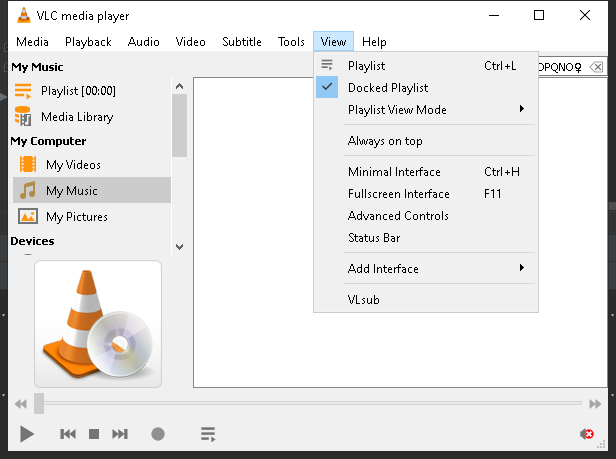 VLC media player
Media Playback Audio Video Subtitle Tools View Help
My Music
Playlist [00:00]
Media Library
My Computer
My Videos
My Music
My Pictures
Devices
Playlist Ctrl+L
Docked Playlist
Playlist View Mode
Always on top
Minimal Interface Ctrl+H
Fullscreen Interface F11
Advanced Controls
Status Bar
Add Interface
VLsub